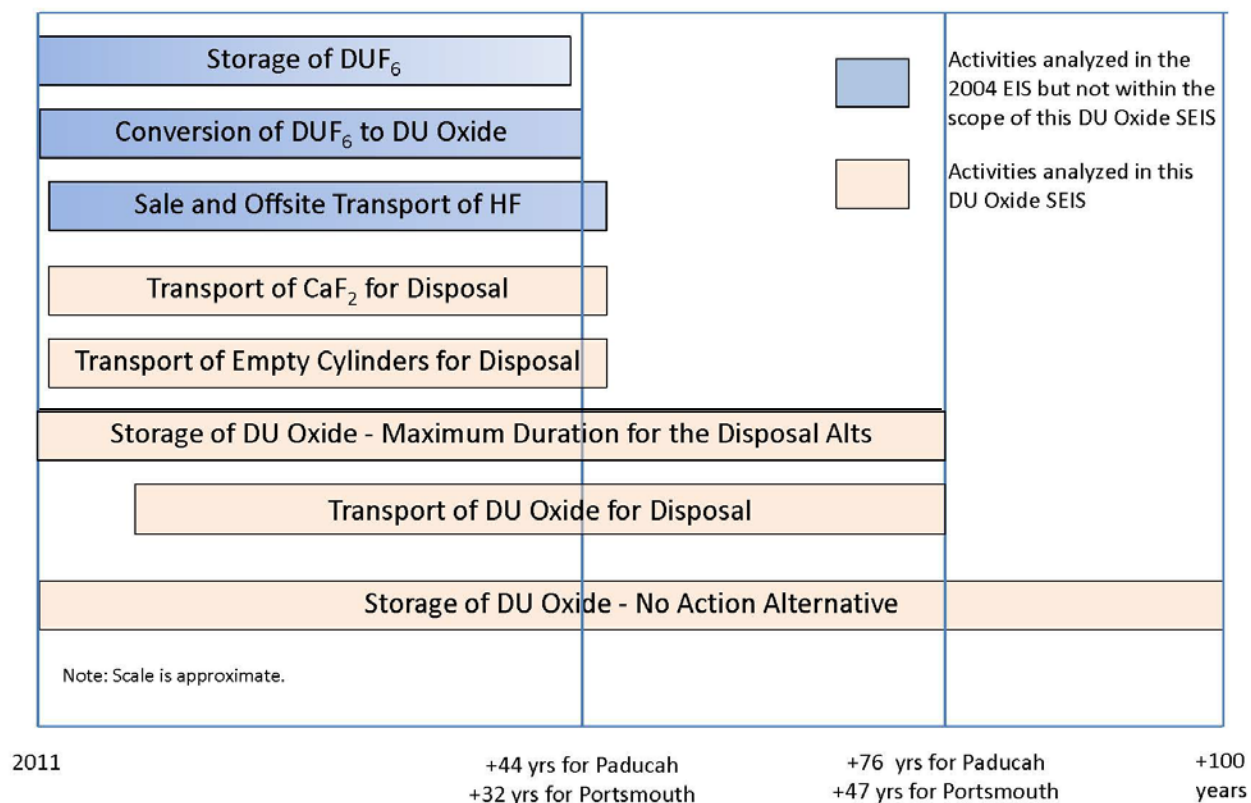 Storage of DUF₆
Conversion of DUF₆ to DU Oxide
Sale and Offsite Transport of HF
Transport of CaF₂ for Disposal
Transport of Empty Cylinders for Disposal
Storage of DU Oxide - Maximum Duration for the Disposal Alts
Transport of DU Oxide for Disposal
Storage of DU Oxide - No Action Alternative
Note: Scale is approximate.
Activities analyzed in the
2004 EIS but not within the
scope of this DU Oxide SEIS
Activities analyzed in this
DU Oxide SEIS
2011
+44 yrs for Paducah
+32 yrs for Portsmouth
+76 yrs for Paducah
+47 yrs for Portsmouth
+100
years